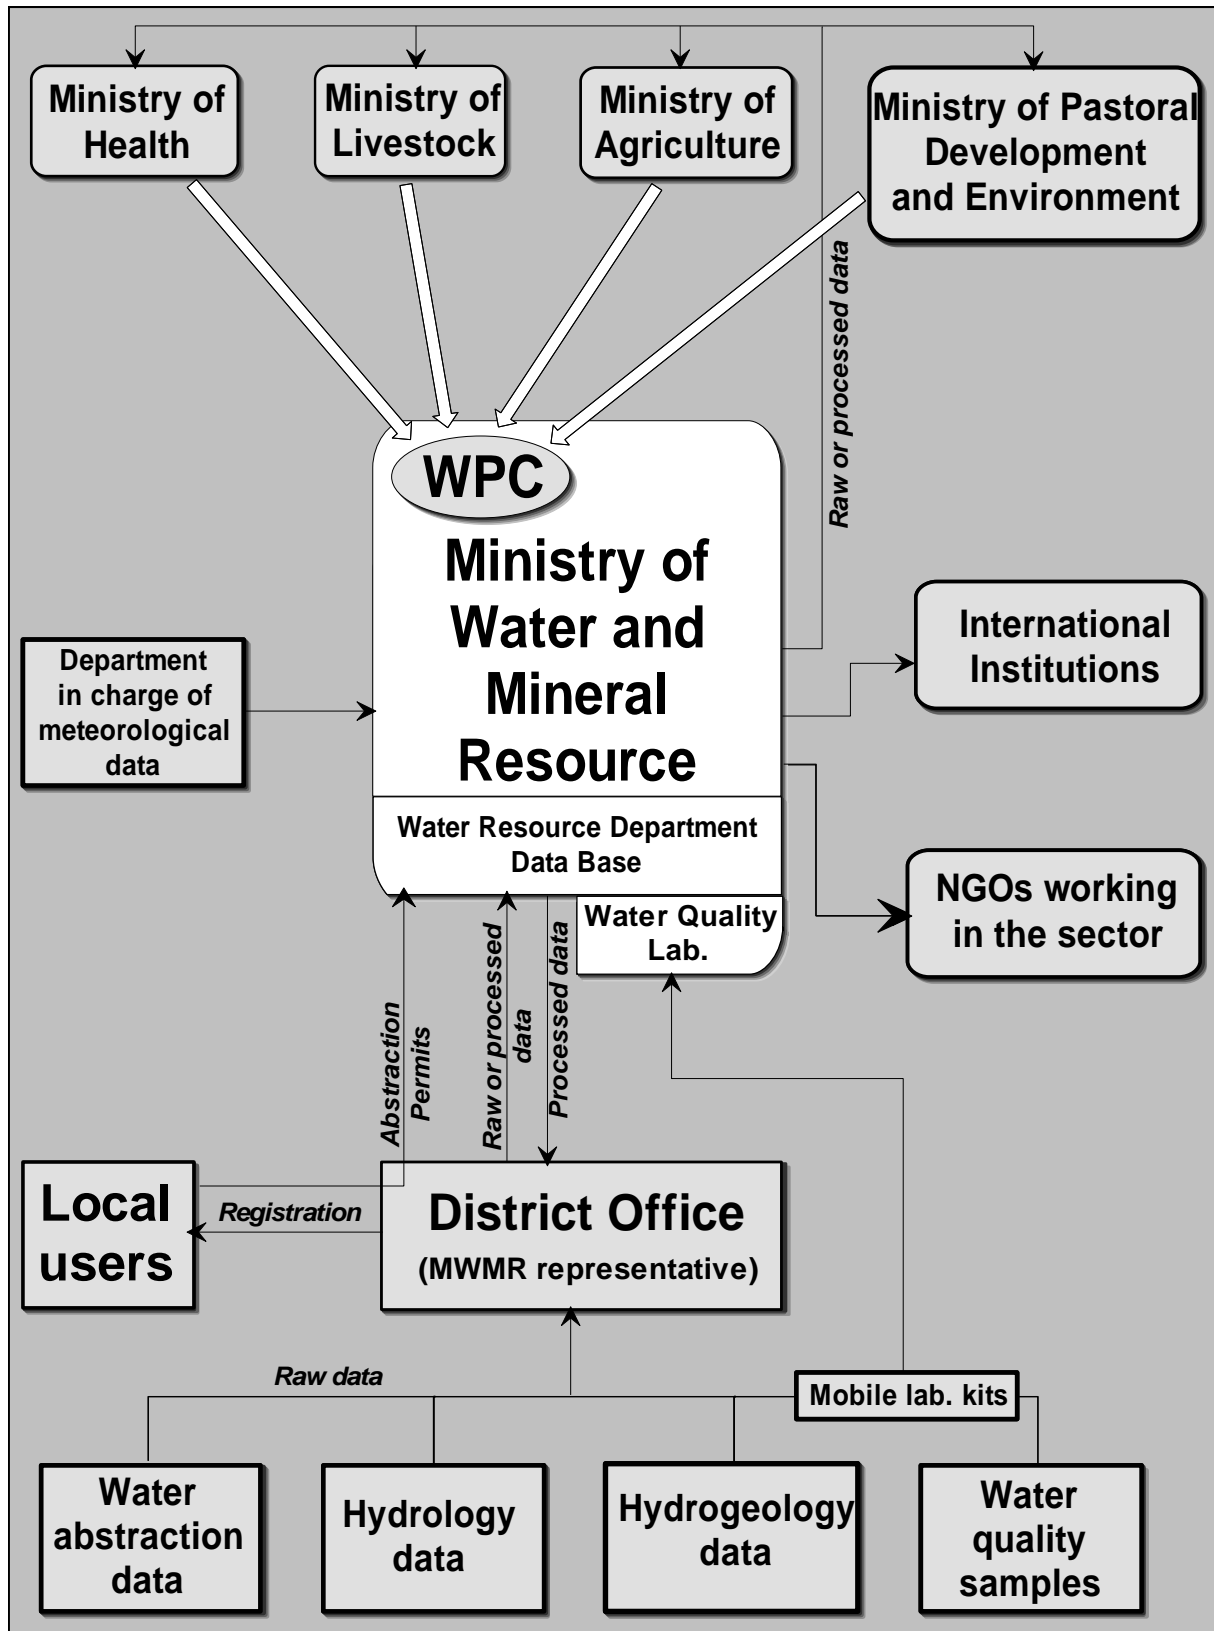 Ministry of
Health
Ministry of
Livestock
Ministry of
Agriculture
Ministry of Pastoral
Development
and Environment
Raw or processed data
WPC
Ministry of
Water and
Mineral
Resource
Water Resource Department
Data Base
Water Quality
Lab.
Department
in charge of
meteorological
data
International
Institutions
NGOs working
in the sector
Abstraction
Permits
Raw or processed
data
Processed data
Local
users
Registration
District Office
(MWMR representative)
Raw data
Mobile lab. kits
Water
abstraction
data
Hydrology
data
Hydrogeology
data
Water
quality
samples